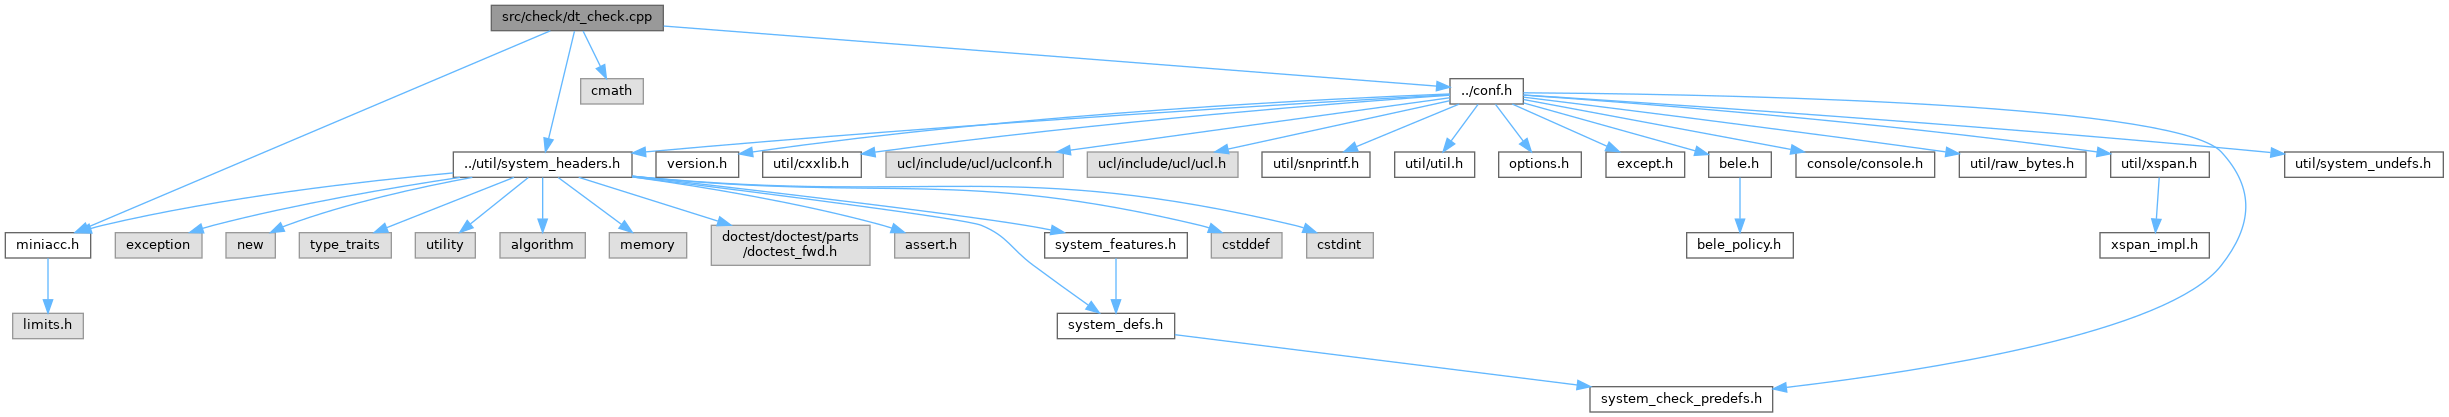 src/check/dt_check.cpp
cmath
../conf.h
../util/system_headers.h
version.h
util/cxxlib.h
ucl/include/ucl/uclconf.h
ucl/include/ucl/ucl.h
util/snprintf.h
util/util.h
options.h
except.h
bele.h
console/console.h
util/raw_bytes.h
util/xspan.h
util/system_undefs.h
miniacc.h
exception
new
type_traits
utility
algorithm
memory
doctest/doctest/parts
/doctest_fwd.h
assert.h
system_features.h
cstddef
cstdint
bele_policy.h
xspan_impl.h
limits.h
system_defs.h
system_check_predefs.h